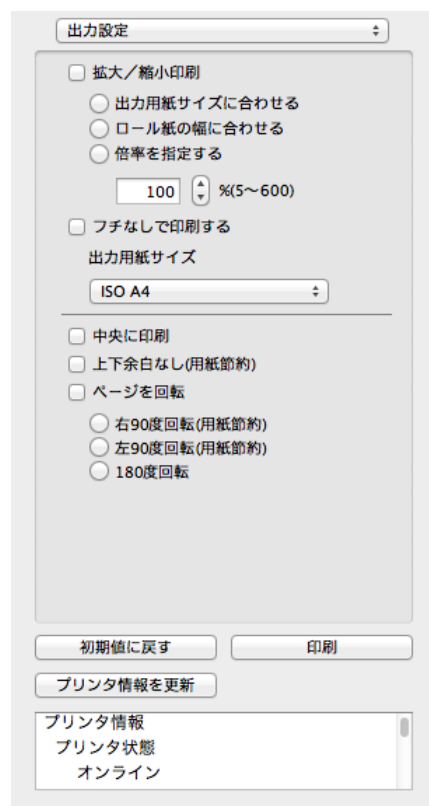 出力設定
拡大／縮小印刷
出力用紙サイズに合わせる
ロール紙の幅に合わせる
倍率を指定する
100 %(5～600)
フチなしで印刷する
出力用紙サイズ
ISO A4
中央に印刷
上下余白なし(用紙節約)
ページを回転
右90度回転(用紙節約)
左90度回転(用紙節約)
180度回転
初期値に戻す 印刷
プリンタ情報を更新
プリンタ情報
プリンタ状態
オンライン